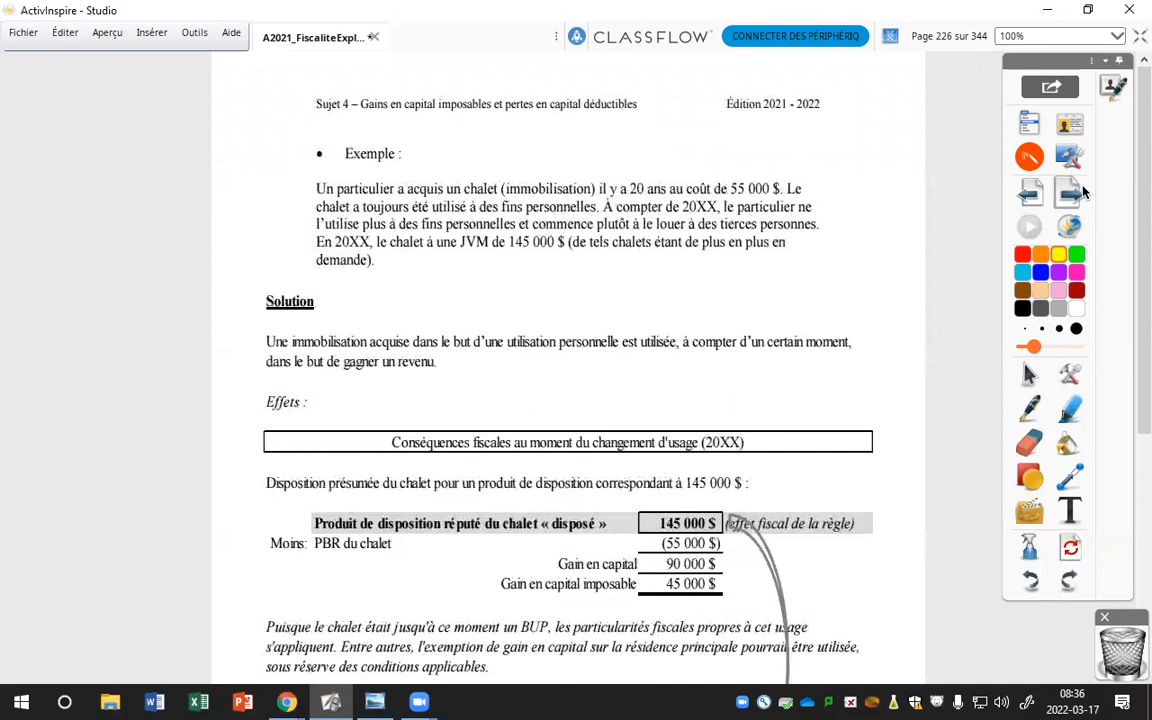 ActivInspire - Studio
Fichier Éditer Aperçu Insérer Outils Aide
A2021_FiscaliteExpl...
CLASSFLOW
CONNECTER DES PÉRIPHÉRIQ
Page 226 sur 344
100%
Sujet 4 – Gains en capital imposables et pertes en capital déductibles Édition 2021 - 2022
• Exemple :
Un particulier a acquis un chalet (immobilisation) il y a 20 ans au coût de 55 000 $. Le
chalet a toujours été utilisé à des fins personnelles. À compter de 20XX, le particulier ne
l'utilise plus à des fins personnelles et commence plutôt à le louer à des tierces personnes.
En 20XX, le chalet à une JVM de 145 000 $ (de tels chalets étant de plus en plus en
demande).
Solution
Une immobilisation acquise dans le but d'une utilisation personnelle est utilisée, à compter d'un certain moment,
dans le but de gagner un revenu.
Effets :
Conséquences fiscales au moment du changement d'usage (20XX)
Disposition présumée du chalet pour un produit de disposition correspondant à 145 000 $ :
Produit de disposition réputé du chalet « disposé » 145 000 $ (effet fiscal de la règle)
Moins: PBR du chalet (55 000 $)
Gain en capital 90 000 $
Gain en capital imposable 45 000 $
Puisque le chalet était jusqu'à ce moment un BUP, les particularités fiscales propres à cet usage
s'appliquent. Entre autres, l'exemption de gain en capital sur la résidence principale pourrait être utilisée,
sous réserve des conditions applicables.
08:36
2022-03-17